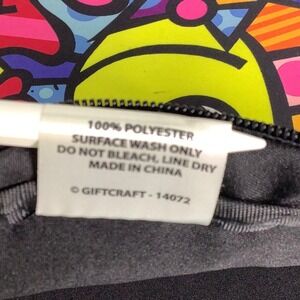 100% POLYESTER
SURFACE WASH ONLY
DO NOT BLEACH, LINE DRY
MADE IN CHINA
© GIFTCRAFT - 14072